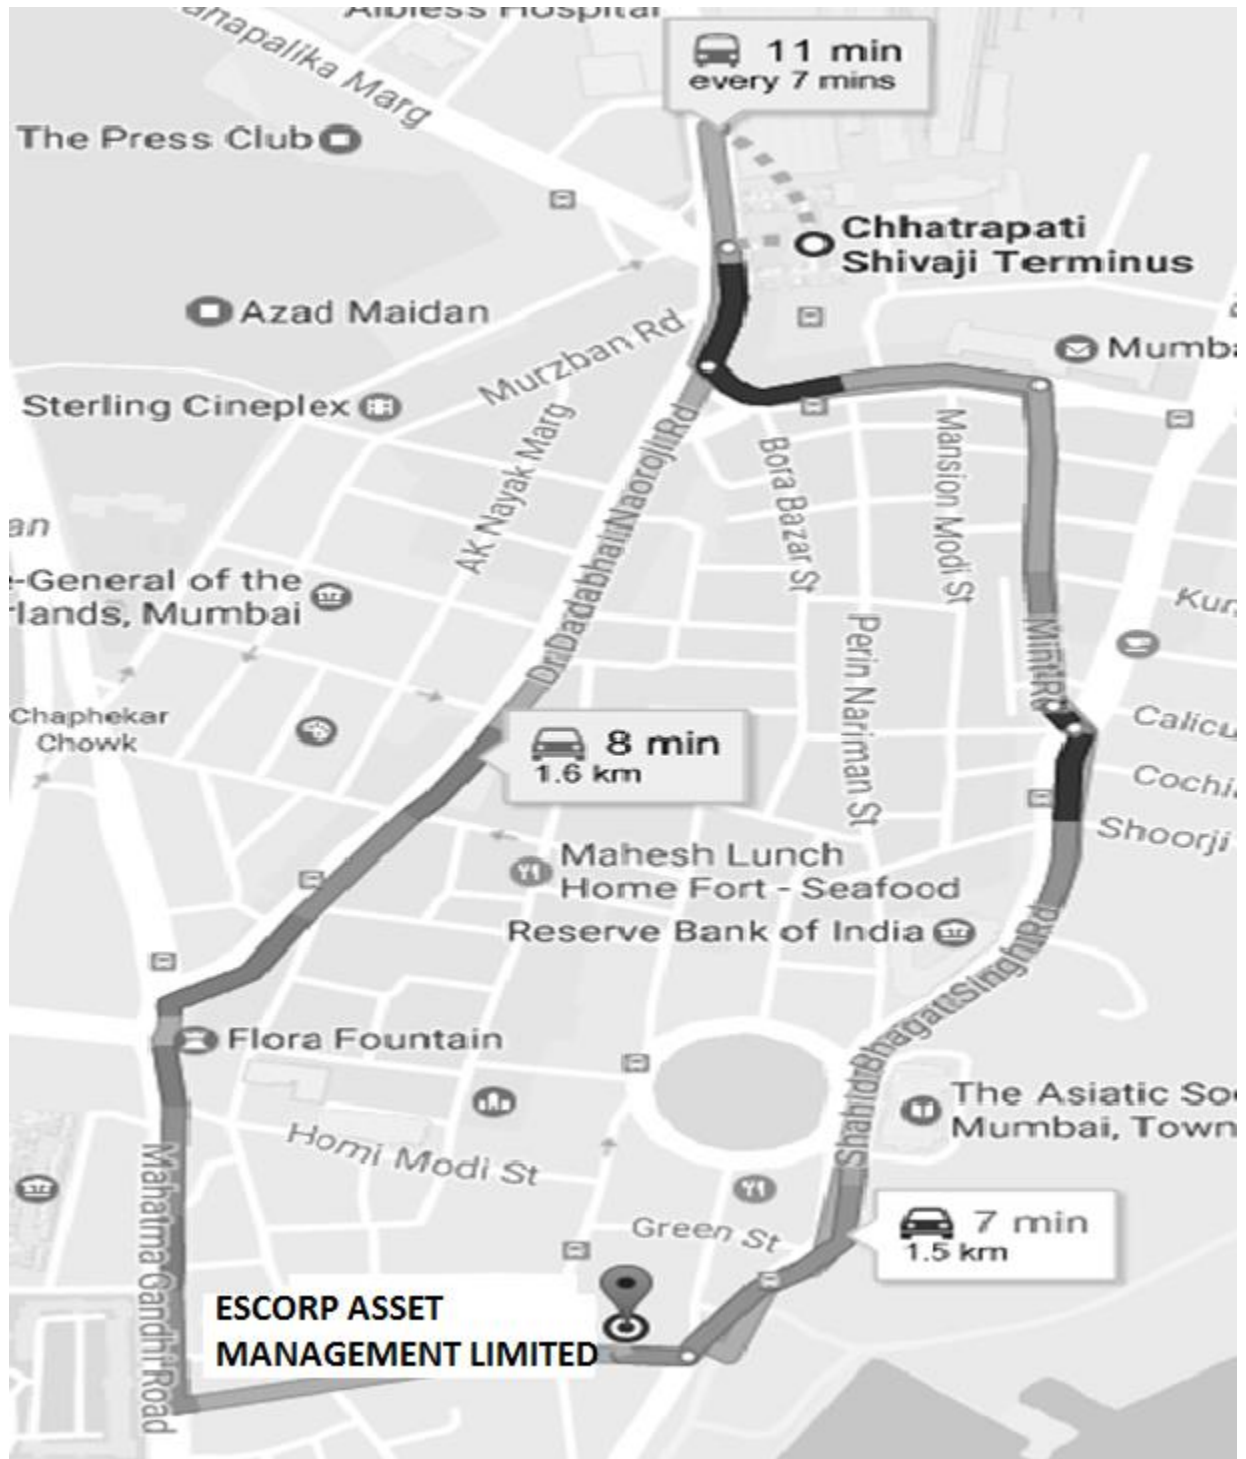 Albless Hospital
anapalika Marg
11 min
every 7 mins
The Press Club
Chhatrapati
Shivaji Terminus
Azad Maidan
Murzban Rd
Mumba
Sterling Cineplex
AK Nayak Marg
Dr Dadabhai Naoroji Rd
Bora Bazar St
Mansion Modi St
an
-General of the
rlands, Mumbai
Kur
Mint Rd
Perin Nariman St
Chaphekar
Chowk
8 min
1.6 km
Calicu
Cochi
Shoorji
Mahesh Lunch
Home Fort - Seafood
Reserve Bank of India
Shahid Bhagat Singh Rd
Flora Fountain
The Asiatic So
Mumbai, Town
Homi Modi St
Mahatma Gandhi Road
Green St
7 min
1.5 km
ESCORP ASSET
MANAGEMENT LIMITED